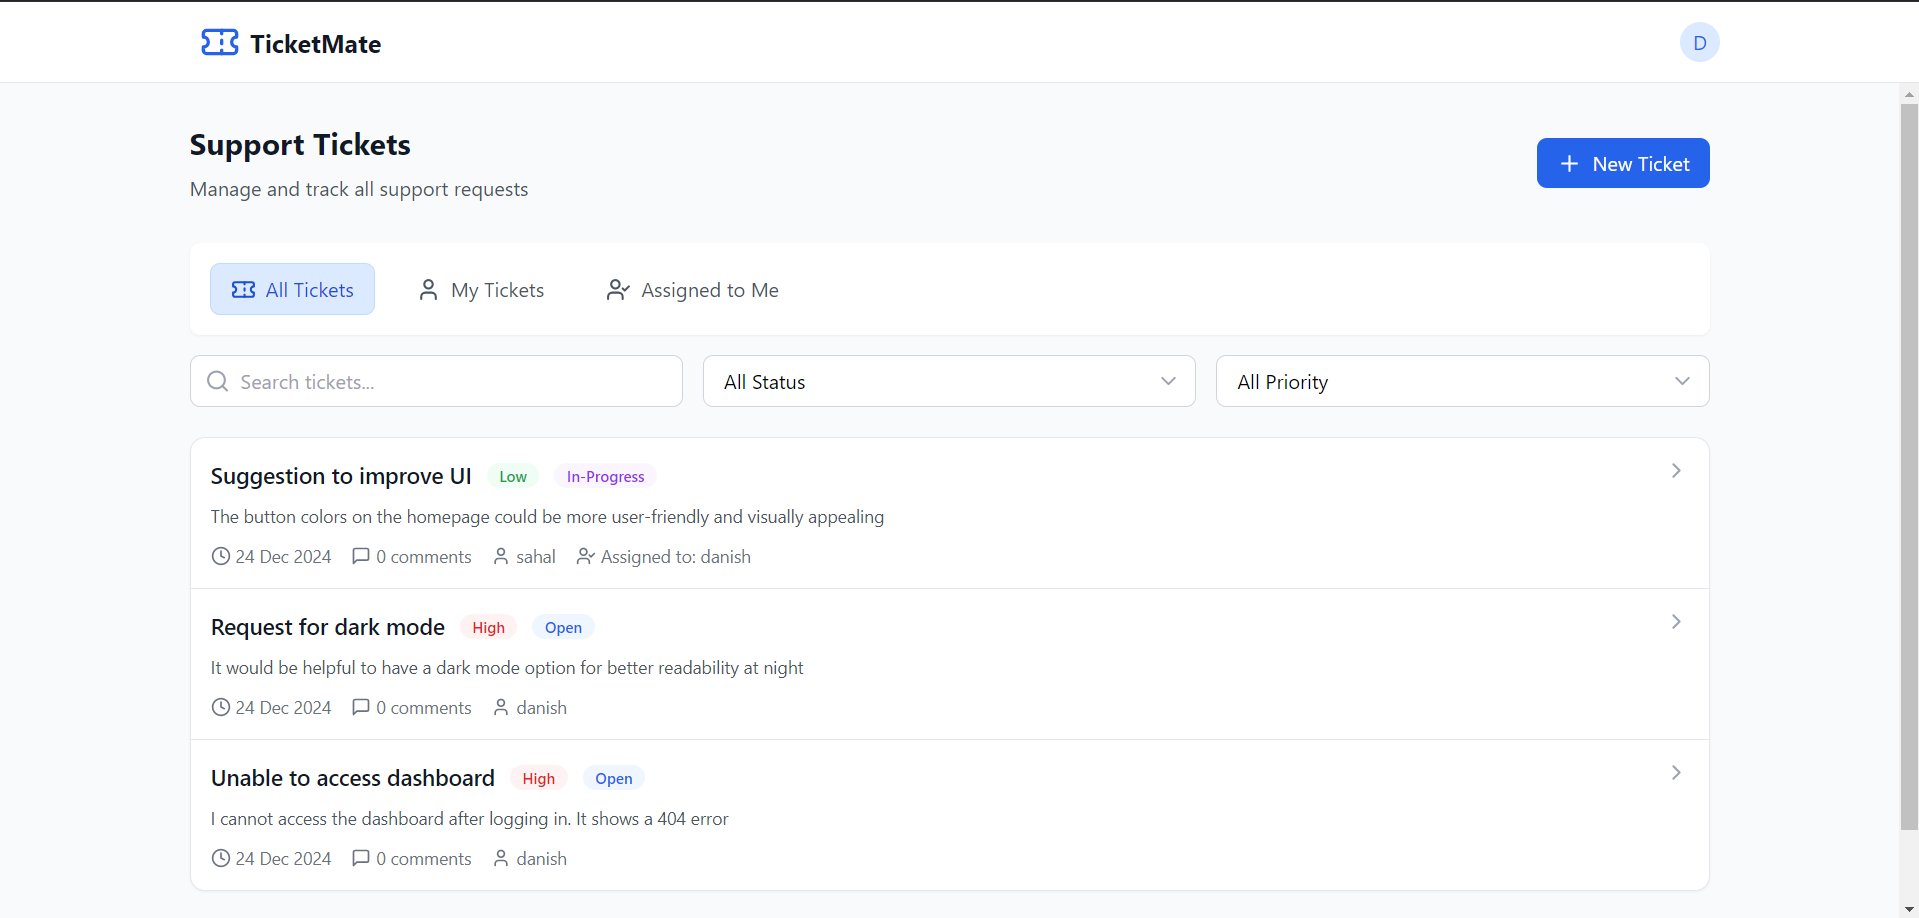 TicketMate
D
Support Tickets
Manage and track all support requests
New Ticket
All Tickets
My Tickets
Assigned to Me
Search tickets...
All Status
All Priority
Suggestion to improve UI Low In-Progress
The button colors on the homepage could be more user-friendly and visually appealing
24 Dec 2024 0 comments sahal Assigned to: danish
Request for dark mode High Open
It would be helpful to have a dark mode option for better readability at night
24 Dec 2024 0 comments danish
Unable to access dashboard High Open
I cannot access the dashboard after logging in. It shows a 404 error
24 Dec 2024 0 comments danish